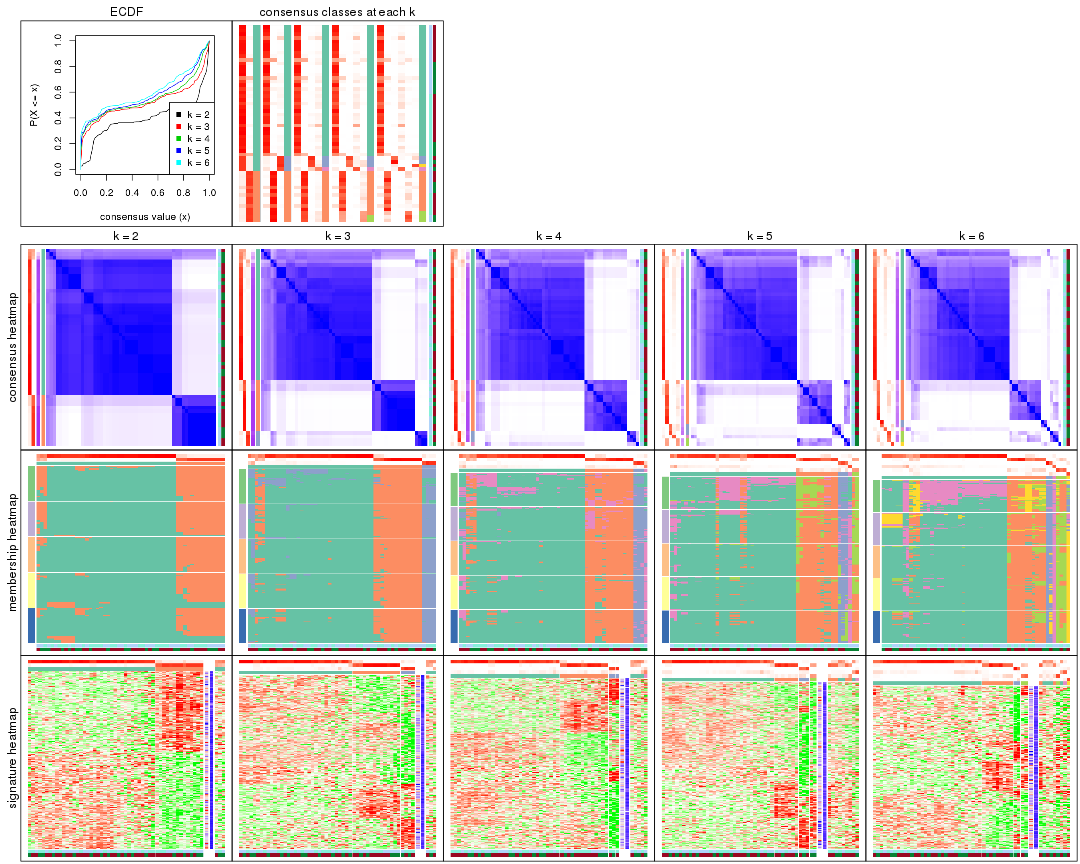 ECDF
consensus classes at each k
P(X <= x)
0.0 0.2 0.4 0.6 0.8 1.0
k = 2
k = 3
k = 4
k = 5
k = 6
0.0 0.2 0.4 0.6 0.8 1.0
consensus value (x)
k = 2
k = 3
k = 4
k = 5
k = 6
consensus heatmap
membership heatmap
signature heatmap